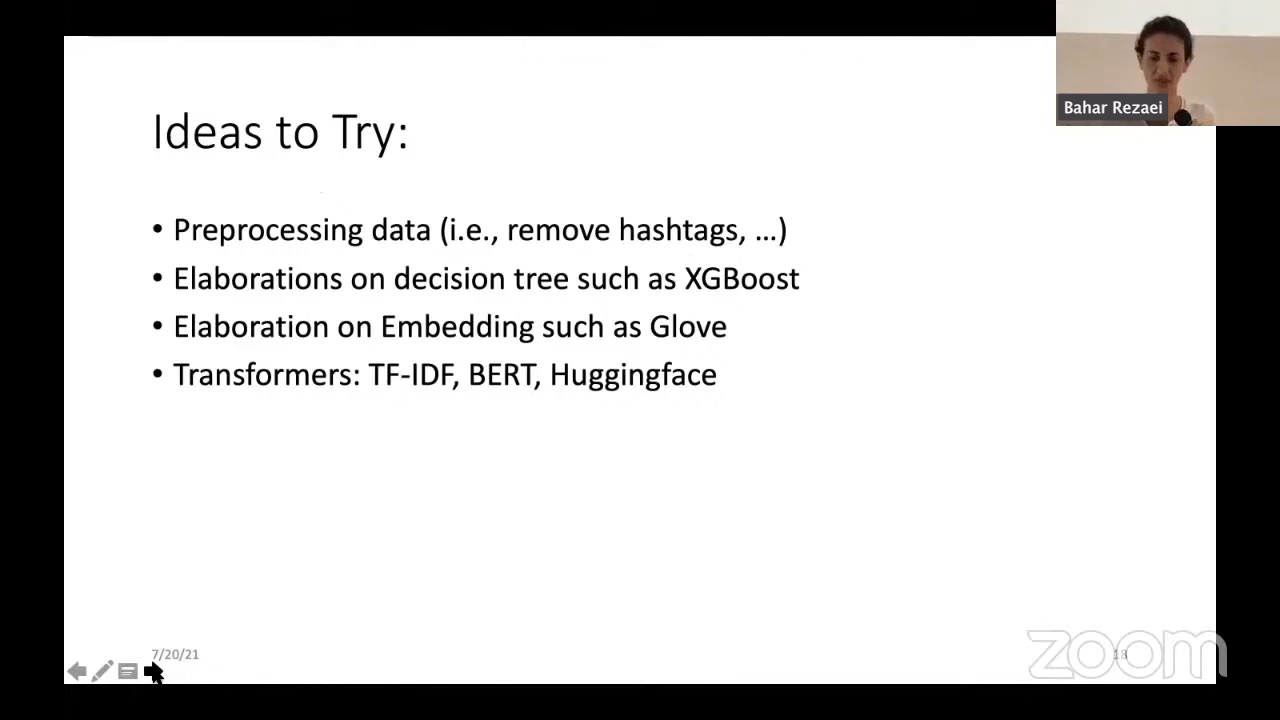 Bahar Rezaei
Ideas to Try:
• Preprocessing data (i.e., remove hashtags, …)
• Elaborations on decision tree such as XGBoost
• Elaboration on Embedding such as Glove
• Transformers: TF-IDF, BERT, Huggingface
7/20/21
18
zoom